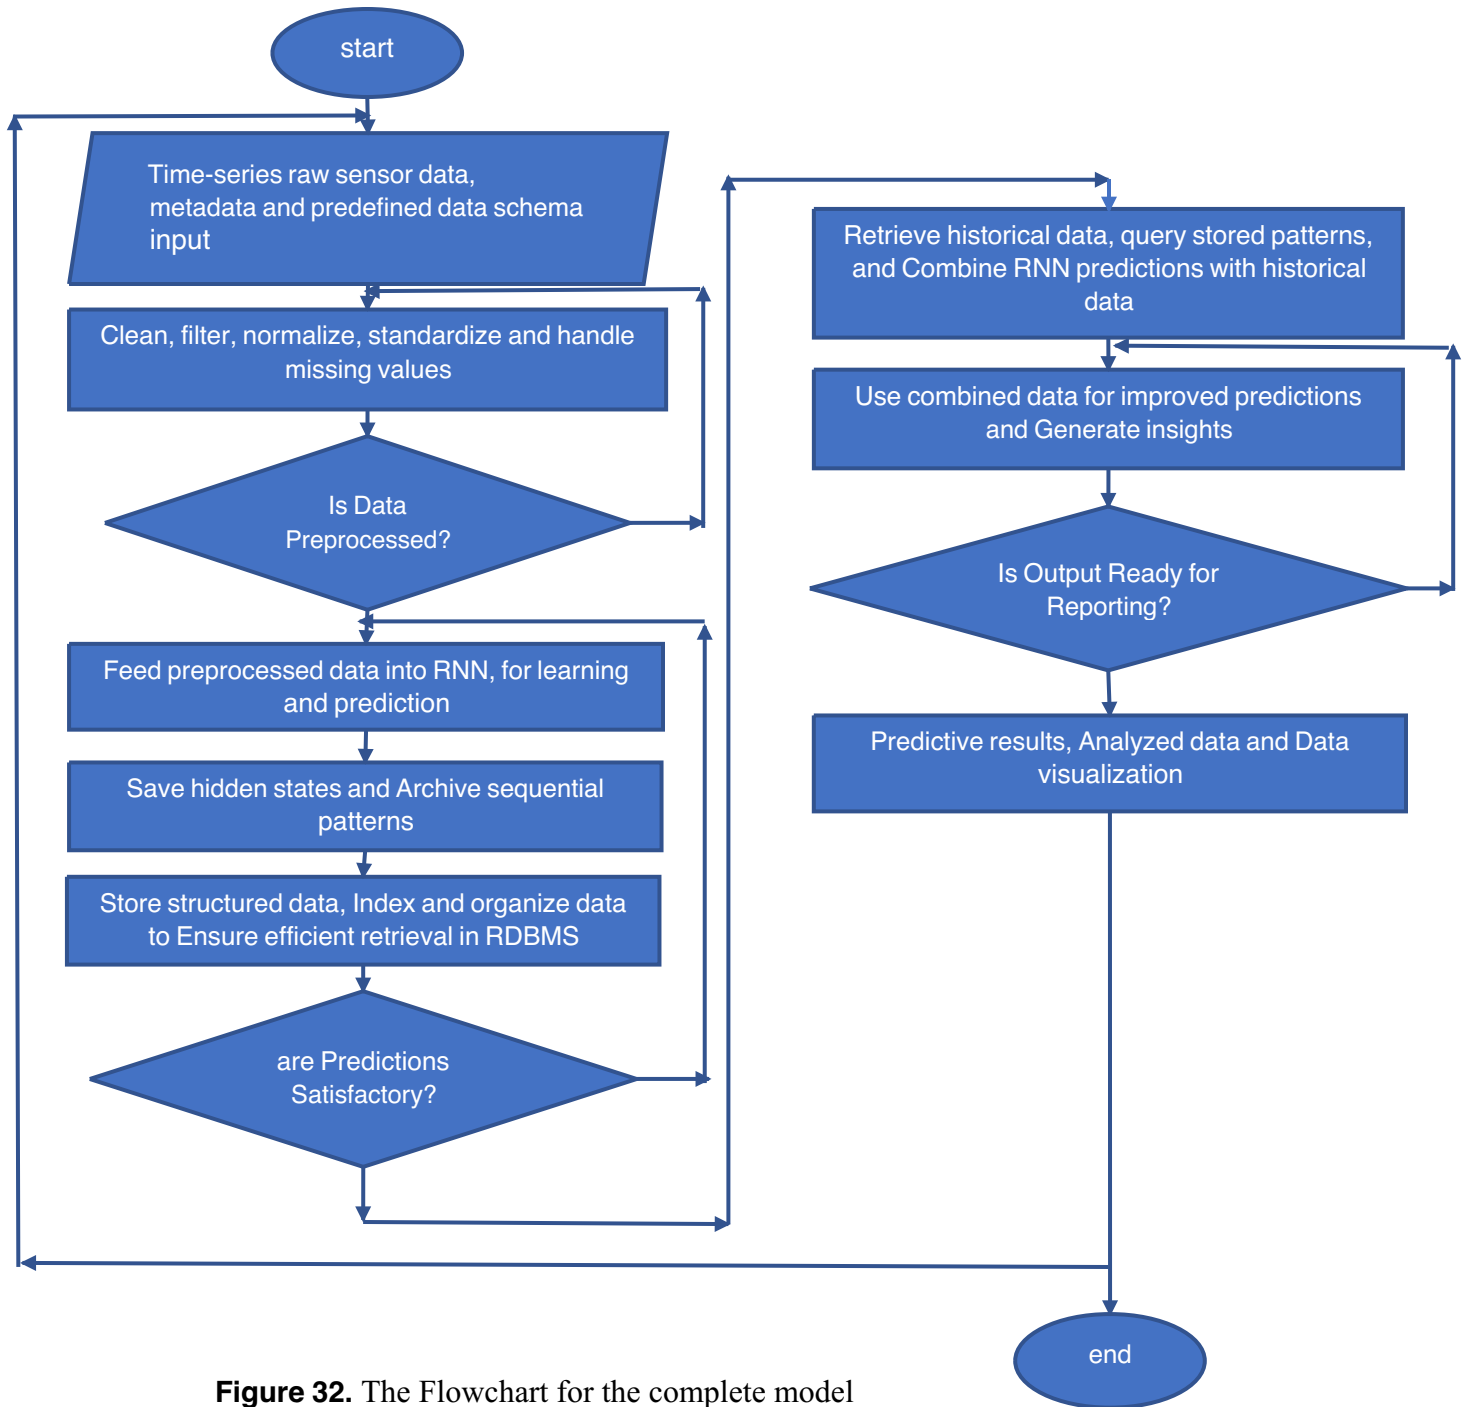 start
Time-series raw sensor data,
metadata and predefined data schema
input
Clean, filter, normalize, standardize and handle
missing values
Is Data
Preprocessed?
Feed preprocessed data into RNN, for learning
and prediction
Save hidden states and Archive sequential
patterns
Store structured data, Index and organize data
to Ensure efficient retrieval in RDBMS
are Predictions
Satisfactory?
Retrieve historical data, query stored patterns,
and Combine RNN predictions with historical
data
Use combined data for improved predictions
and Generate insights
Is Output Ready for
Reporting?
Predictive results, Analyzed data and Data
visualization
end
Figure 32. The Flowchart for the complete model